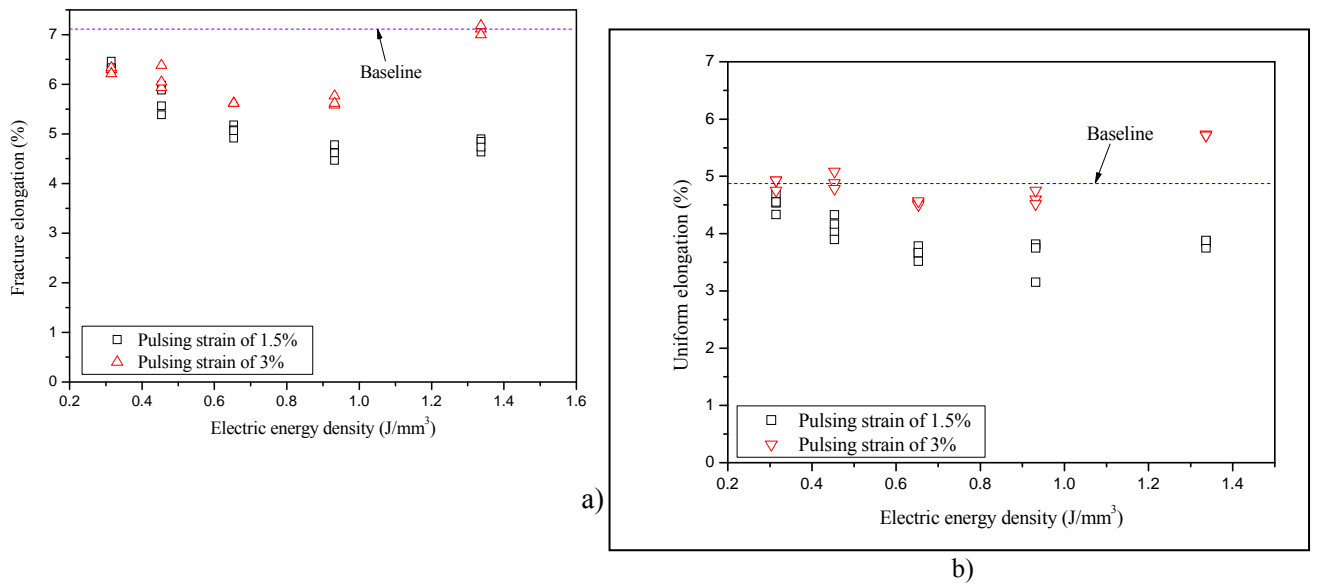 a)
7
6
5
4
3
2
1
0
Fracture elongation (%)
Baseline
Pulsing strain of 1.5%
Pulsing strain of 3%
0.2 0.4 0.6 0.8 1.0 1.2 1.4 1.6
Electric energy density (J/mm³)
a)
7
6
5
4
3
2
1
0
Uniform elongation (%)
Baseline
Pulsing strain of 1.5%
Pulsing strain of 3%
0.2 0.4 0.6 0.8 1.0 1.2 1.4
Electric energy density (J/mm³)
b)